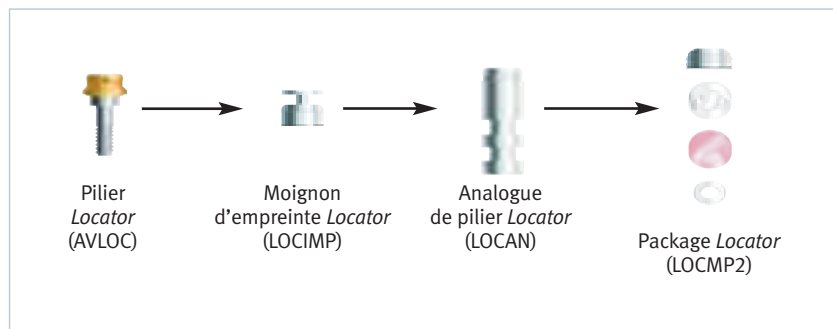 Pilier
Locator
(AVLOC)
Moignon
d'empreinte Locator
(LOCIMP)
Analogue
de pilier Locator
(LOCAN)
Package Locator
(LOCMP2)